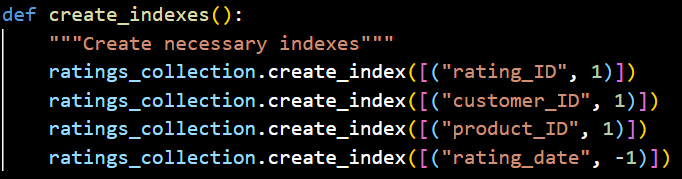 def create_indexes():
    """Create necessary indexes"""
    ratings_collection.create_index([("rating_ID", 1)])
    ratings_collection.create_index([("customer_ID", 1)])
    ratings_collection.create_index([("product_ID", 1)])
    ratings_collection.create_index([("rating_date", -1)])